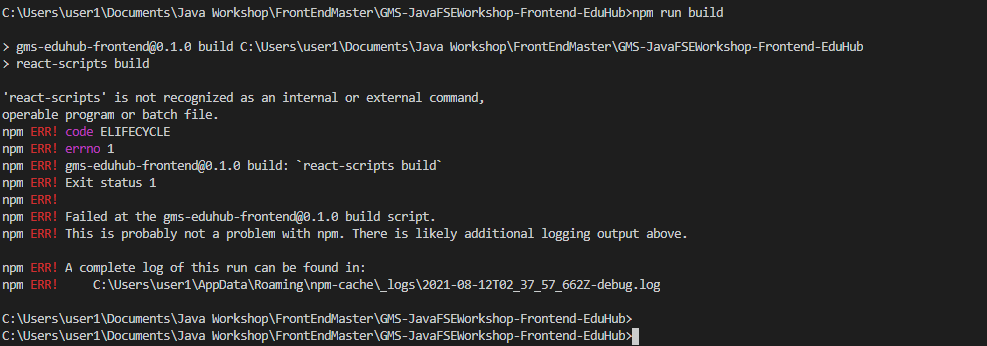 C:\Users\user1\Documents\Java Workshop\FrontEndMaster\GMS-JavaFSEWorkshop-Frontend-EduHub>npm run build
> gms-eduhub-frontend@0.1.0 build C:\Users\user1\Documents\Java Workshop\FrontEndMaster\GMS-JavaFSEWorkshop-Frontend-EduHub
> react-scripts build
'react-scripts' is not recognized as an internal or external command,
operable program or batch file.
npm ERR! code ELIFECYCLE
npm ERR! errno 1
npm ERR! gms-eduhub-frontend@0.1.0 build: `react-scripts build`
npm ERR! Exit status 1
npm ERR!
npm ERR! Failed at the gms-eduhub-frontend@0.1.0 build script.
npm ERR! This is probably not a problem with npm. There is likely additional logging output above.
npm ERR! A complete log of this run can be found in:
npm ERR!     C:\Users\user1\AppData\Roaming\npm-cache\_logs\2021-08-12T02_37_57_662Z-debug.log
C:\Users\user1\Documents\Java Workshop\FrontEndMaster\GMS-JavaFSEWorkshop-Frontend-EduHub>
C:\Users\user1\Documents\Java Workshop\FrontEndMaster\GMS-JavaFSEWorkshop-Frontend-EduHub>